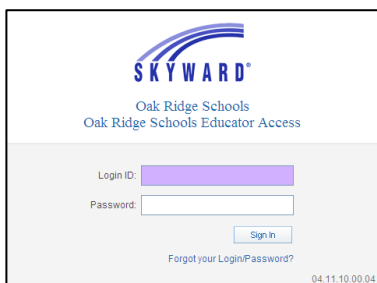 SKYWARD®
Oak Ridge Schools
Oak Ridge Schools Educator Access
Login ID:
Password:
Sign In
Forgot your Login/Password?
04.11.10.00.04